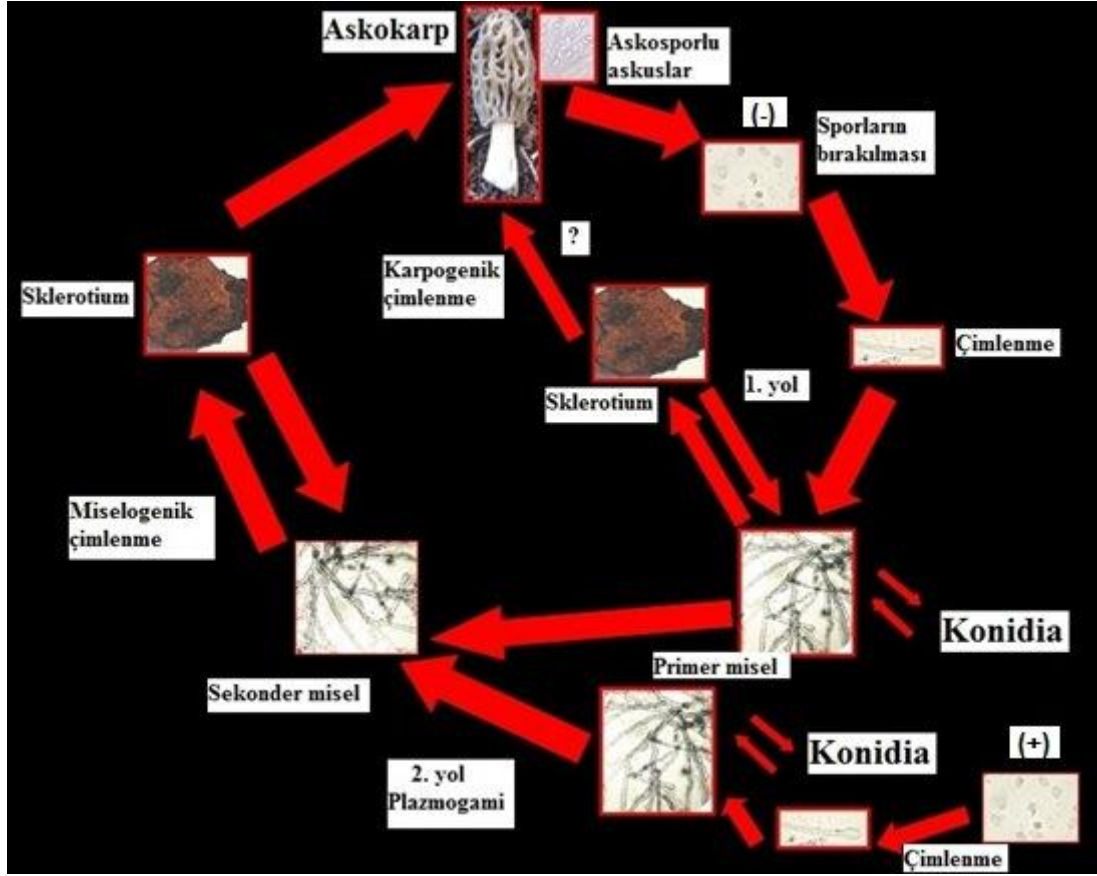 Askokarp
Askosporlu
askuslar
(-)
Sporların
bırakılması
?
Karpogenik
çimlenme
Sklerotium
Çimlenme
1. yol
Sklerotium
Miselogenik
çimlenme
Konidia
Primer misel
Sekonder misel
(+)
Konidia
2. yol
Plazmogami
Çimlenme